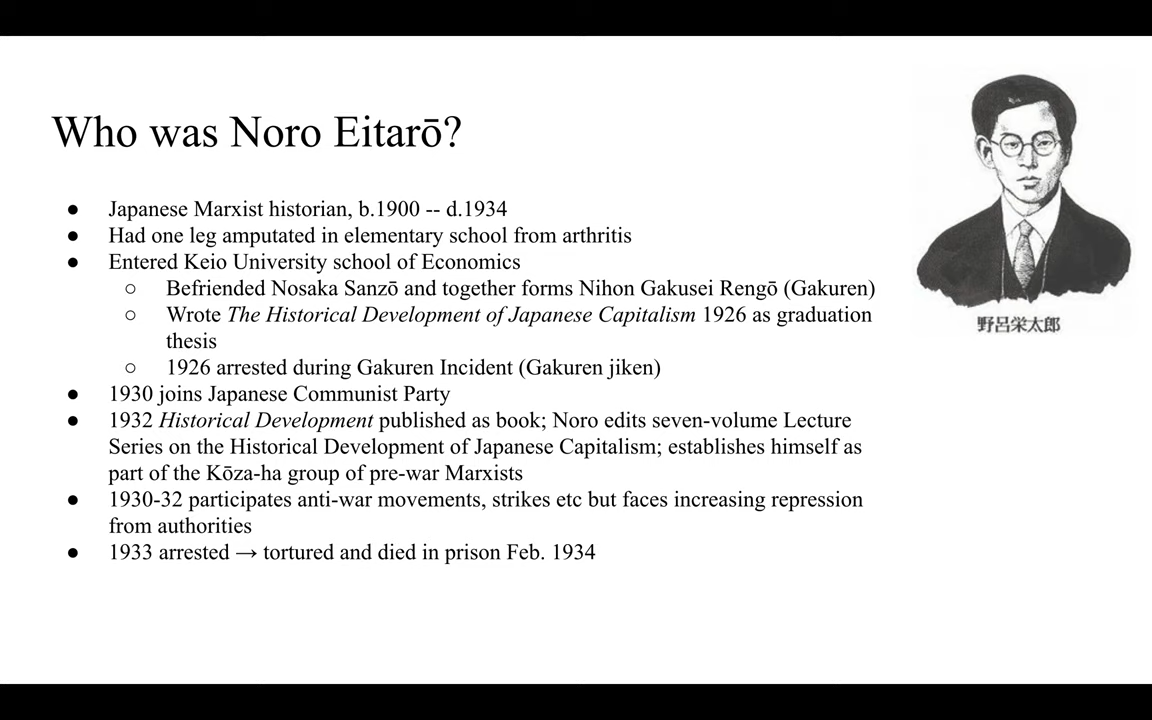 Who was Noro Eitarō?
● Japanese Marxist historian, b.1900 -- d.1934
● Had one leg amputated in elementary school from arthritis
● Entered Keio University school of Economics
○ Befriended Nosaka Sanzō and together forms Nihon Gakusei Rengō (Gakuren)
○ Wrote The Historical Development of Japanese Capitalism 1926 as graduation
thesis
○ 1926 arrested during Gakuren Incident (Gakuren jiken)
● 1930 joins Japanese Communist Party
● 1932 Historical Development published as book; Noro edits seven-volume Lecture
Series on the Historical Development of Japanese Capitalism; establishes himself as
part of the Kōza-ha group of pre-war Marxists
● 1930-32 participates anti-war movements, strikes etc but faces increasing repression
from authorities
● 1933 arrested → tortured and died in prison Feb. 1934
野呂栄太郎